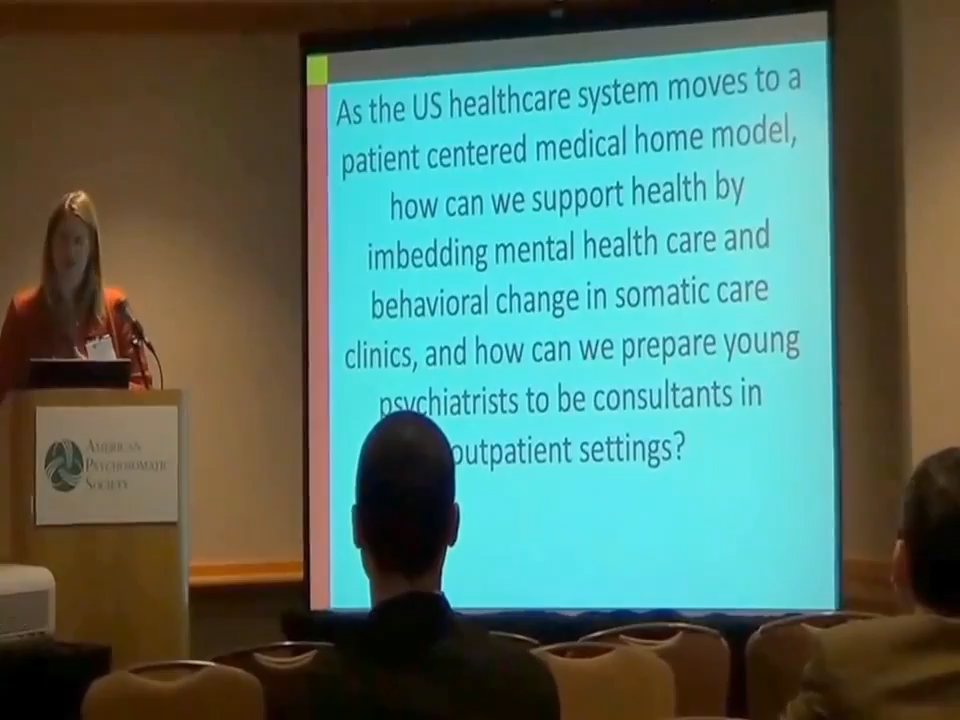 As the US healthcare system moves to a
patient centered medical home model,
how can we support health by
imbedding mental health care and
behavioral change in somatic care
clinics, and how can we prepare young
psychiatrists to be consultants in
outpatient settings?
AMERICAN
PSYCHOSOMATIC
SOCIETY